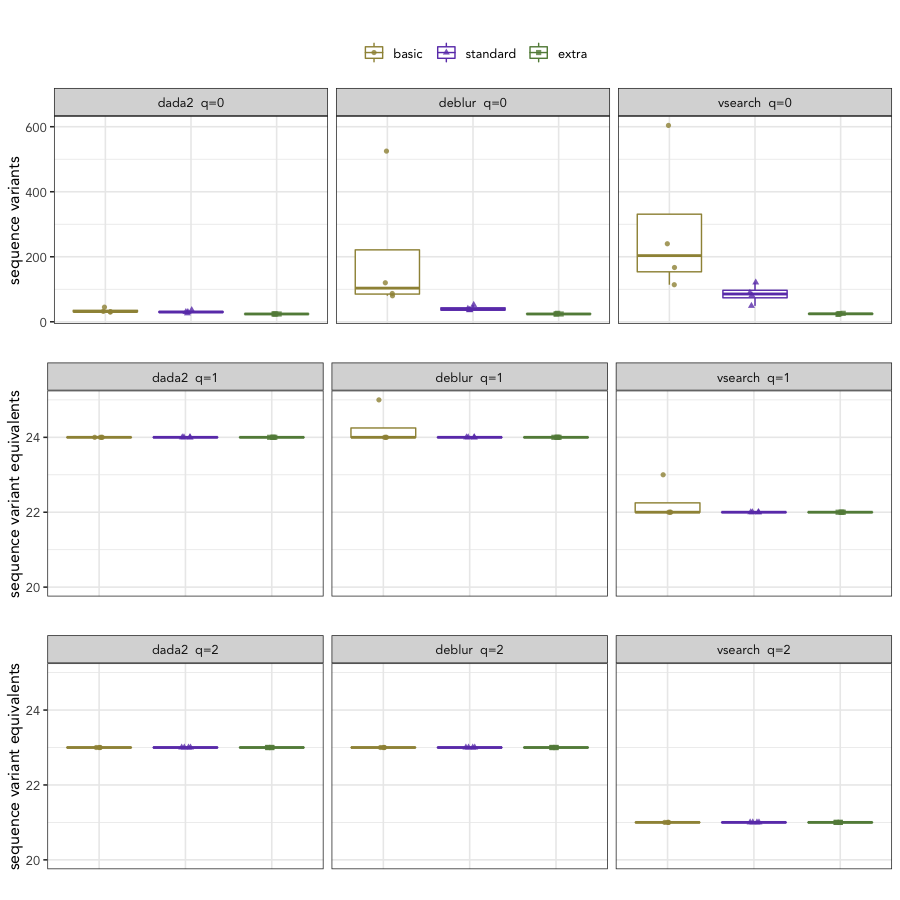 basic standard extra
dada2 q=0 deblur q=0 vsearch q=0
sequence variants
600
400
200
0
dada2 q=1 deblur q=1 vsearch q=1
sequence variant equivalents
24
22
20
dada2 q=2 deblur q=2 vsearch q=2
sequence variant equivalents
24
22
20